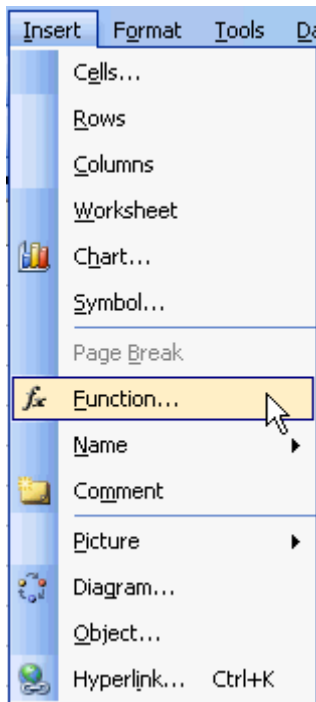 Insert Format Tools Da
Cells...
Rows
Columns
Worksheet
Chart...
Symbol...
Page Break
fx Function...
Name
Comment
Picture
Diagram...
Object...
Hyperlink... Ctrl+K